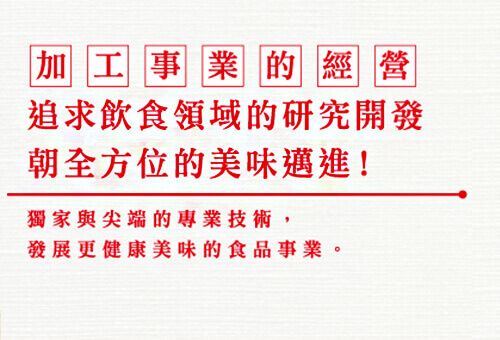 加工事業的經營
追求飲食領域的研究開發
朝全方位的美味邁進！
獨家與尖端的專業技術，
發展更健康美味的食品事業。